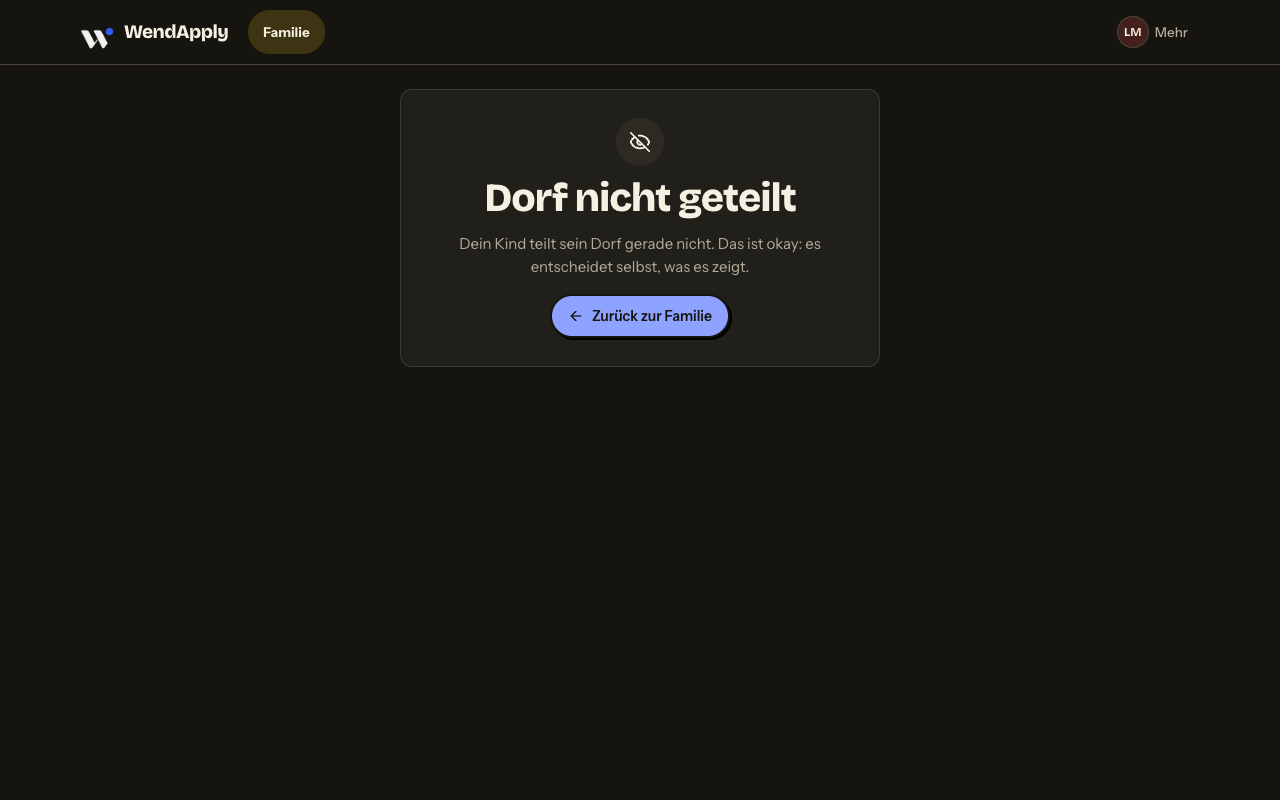 WendApply
Familie
LM
Mehr
Dorf nicht geteilt
Dein Kind teilt sein Dorf gerade nicht. Das ist okay: es
entscheidet selbst, was es zeigt.
Zurück zur Familie